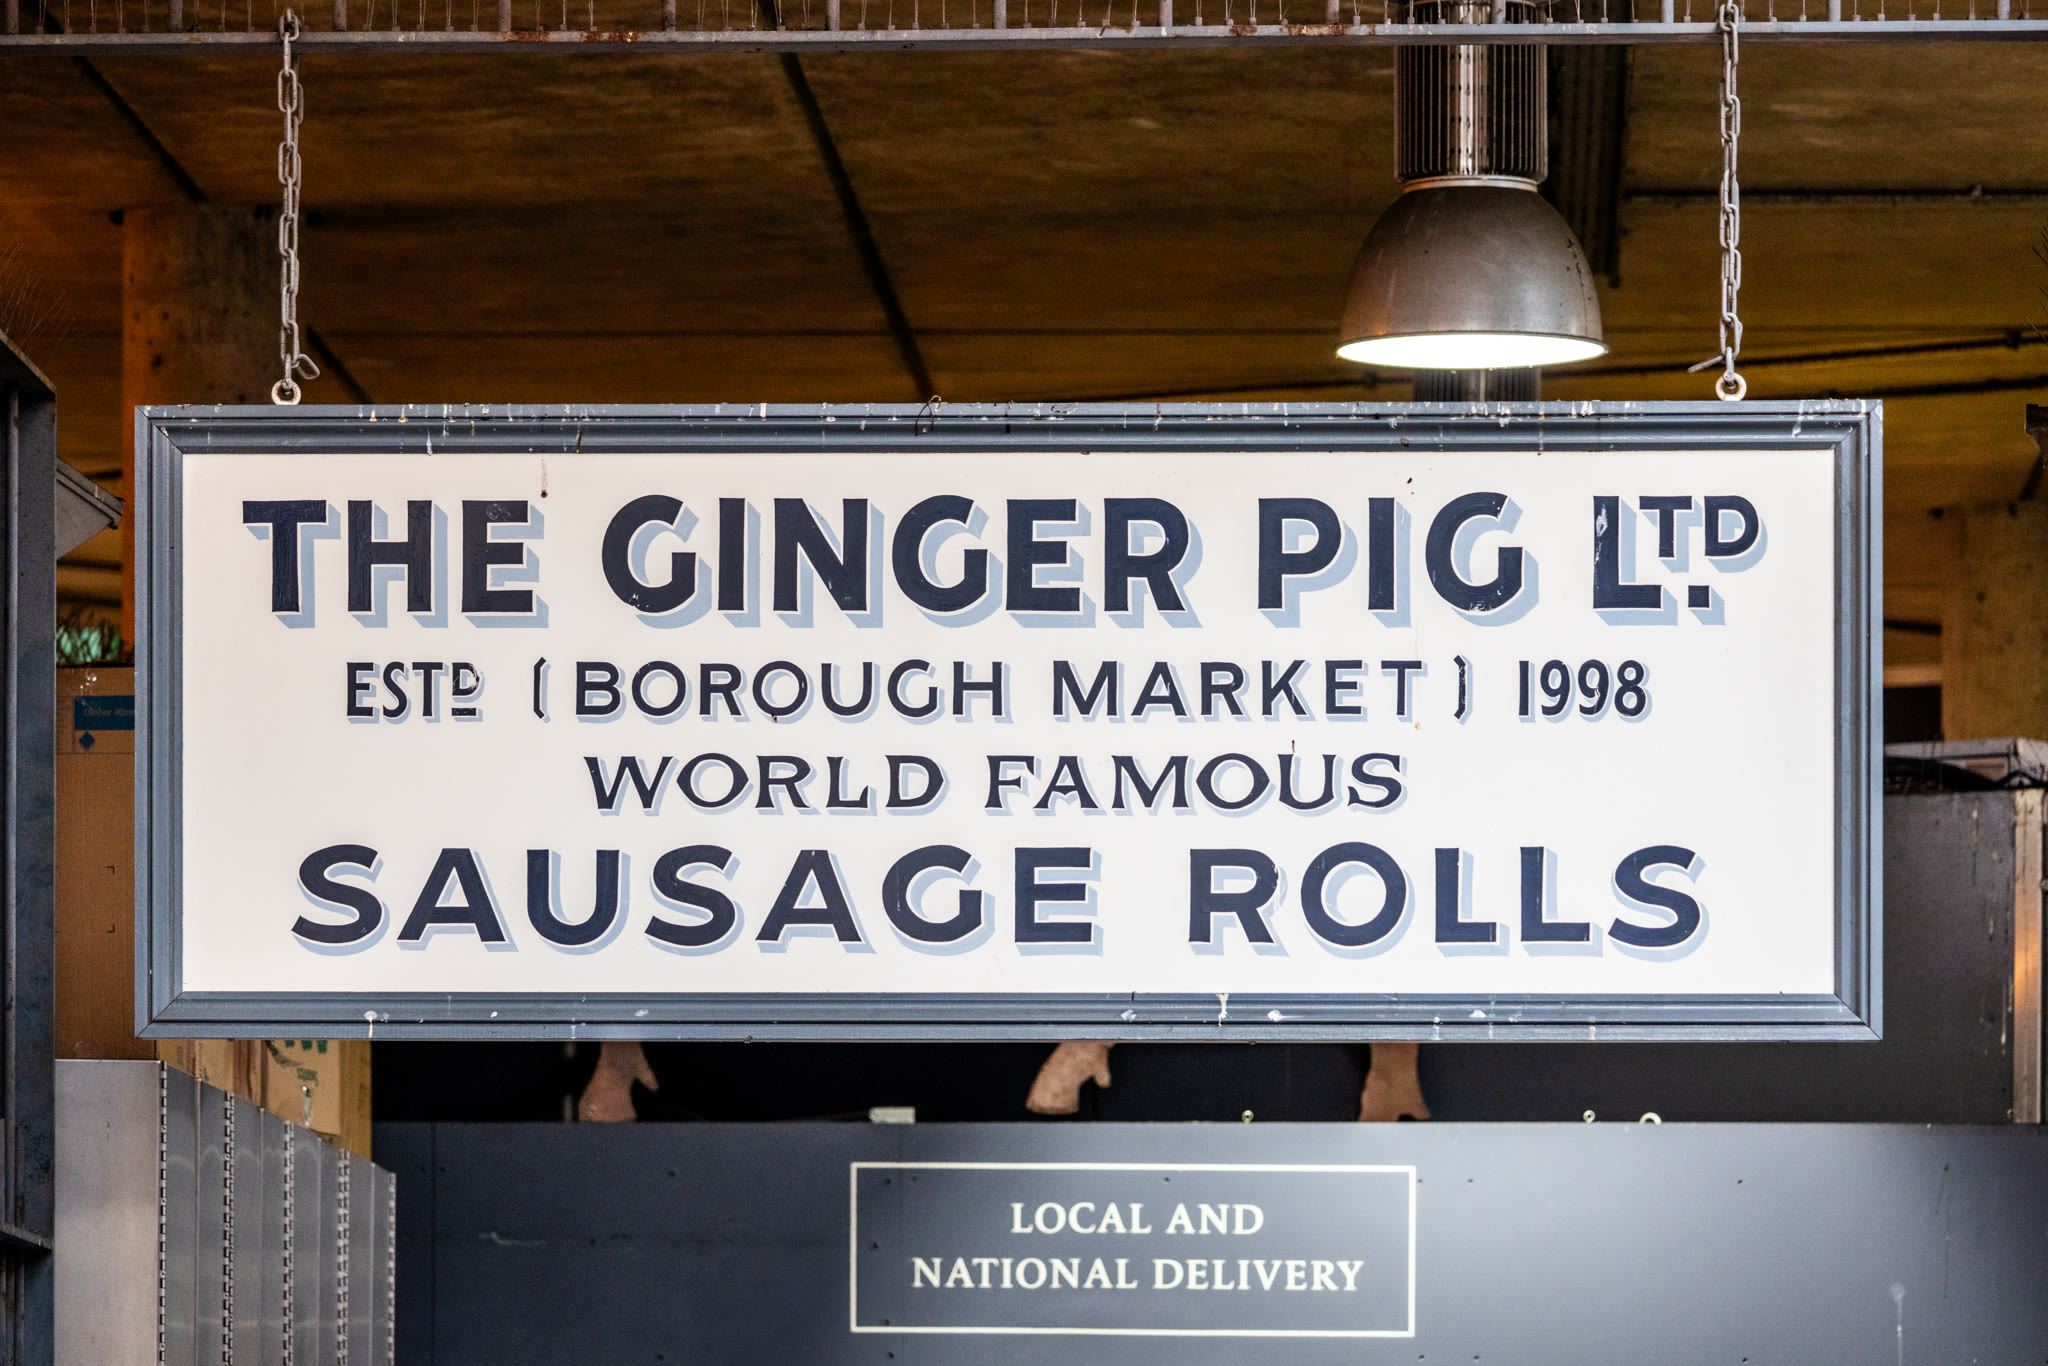 THE GINGER PIG LTD.
ESTD (BOROUGH MARKET) 1998
WORLD FAMOUS
SAUSAGE ROLLS
LOCAL AND
NATIONAL DELIVERY